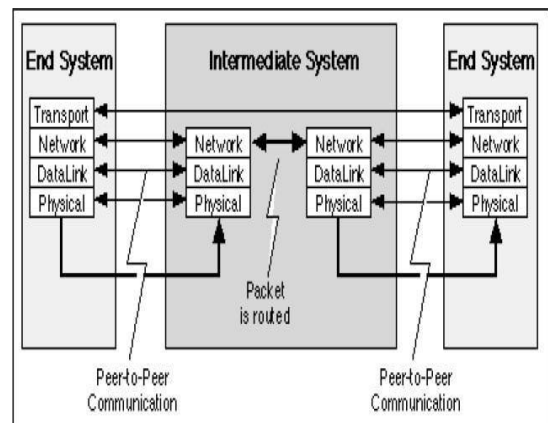 End System
Intermediate System
End System
Transport
Network
DataLink
Physical
Network
DataLink
Physical
Network
DataLink
Physical
Transport
Network
DataLink
Physical
Packet
is routed
Peer-to-Peer
Communication
Peer-to-Peer
Communication